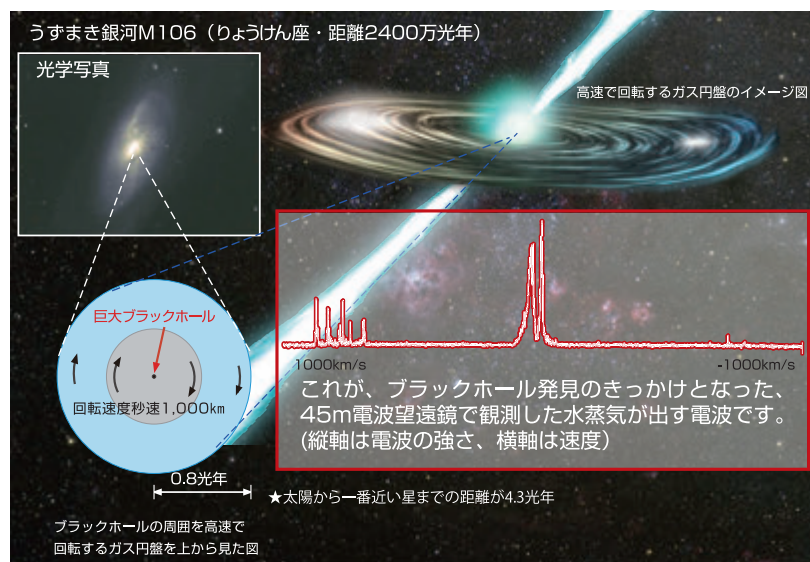 うずまき銀河M106（りょうけん座・距離2400万光年）
光学写真
高速で回転するガス円盤のイメージ図
巨大ブラックホール
回転速度秒速1,000km
1000km/s
-1000km/s
これが、ブラックホール発見のきっかけとなった、
45m電波望遠鏡で観測した水蒸気が出す電波です。
(縦軸は電波の強さ、横軸は速度）
0.8光年
★太陽から一番近い星までの距離が4.3光年
ブラックホールの周囲を高速で
回転するガス円盤を上から見た図